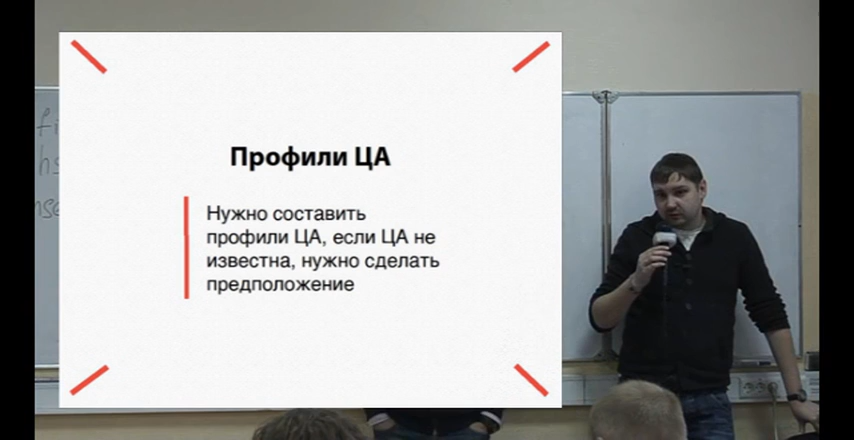 Профили ЦА
Нужно составить
профили ЦА, если ЦА не
известна, нужно сделать
предположение